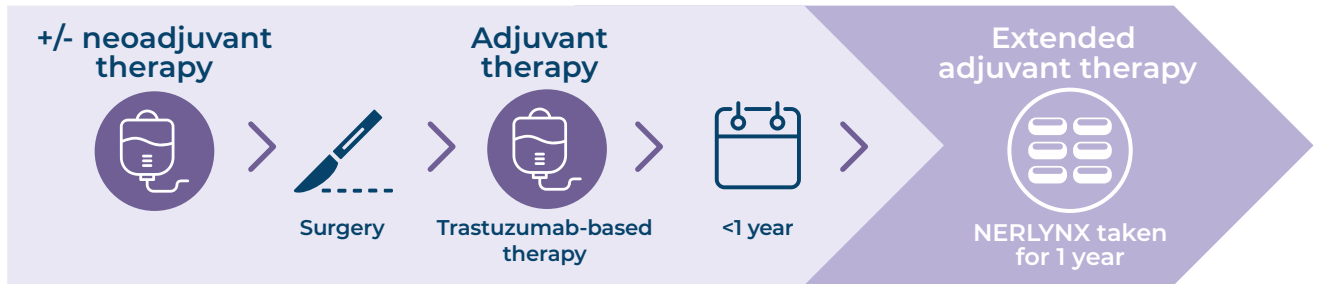 +/- neoadjuvant
therapy
Surgery
Adjuvant
therapy
Trastuzumab-based
therapy
<1 year
Extended
adjuvant therapy
NERLYNX taken
for 1 year